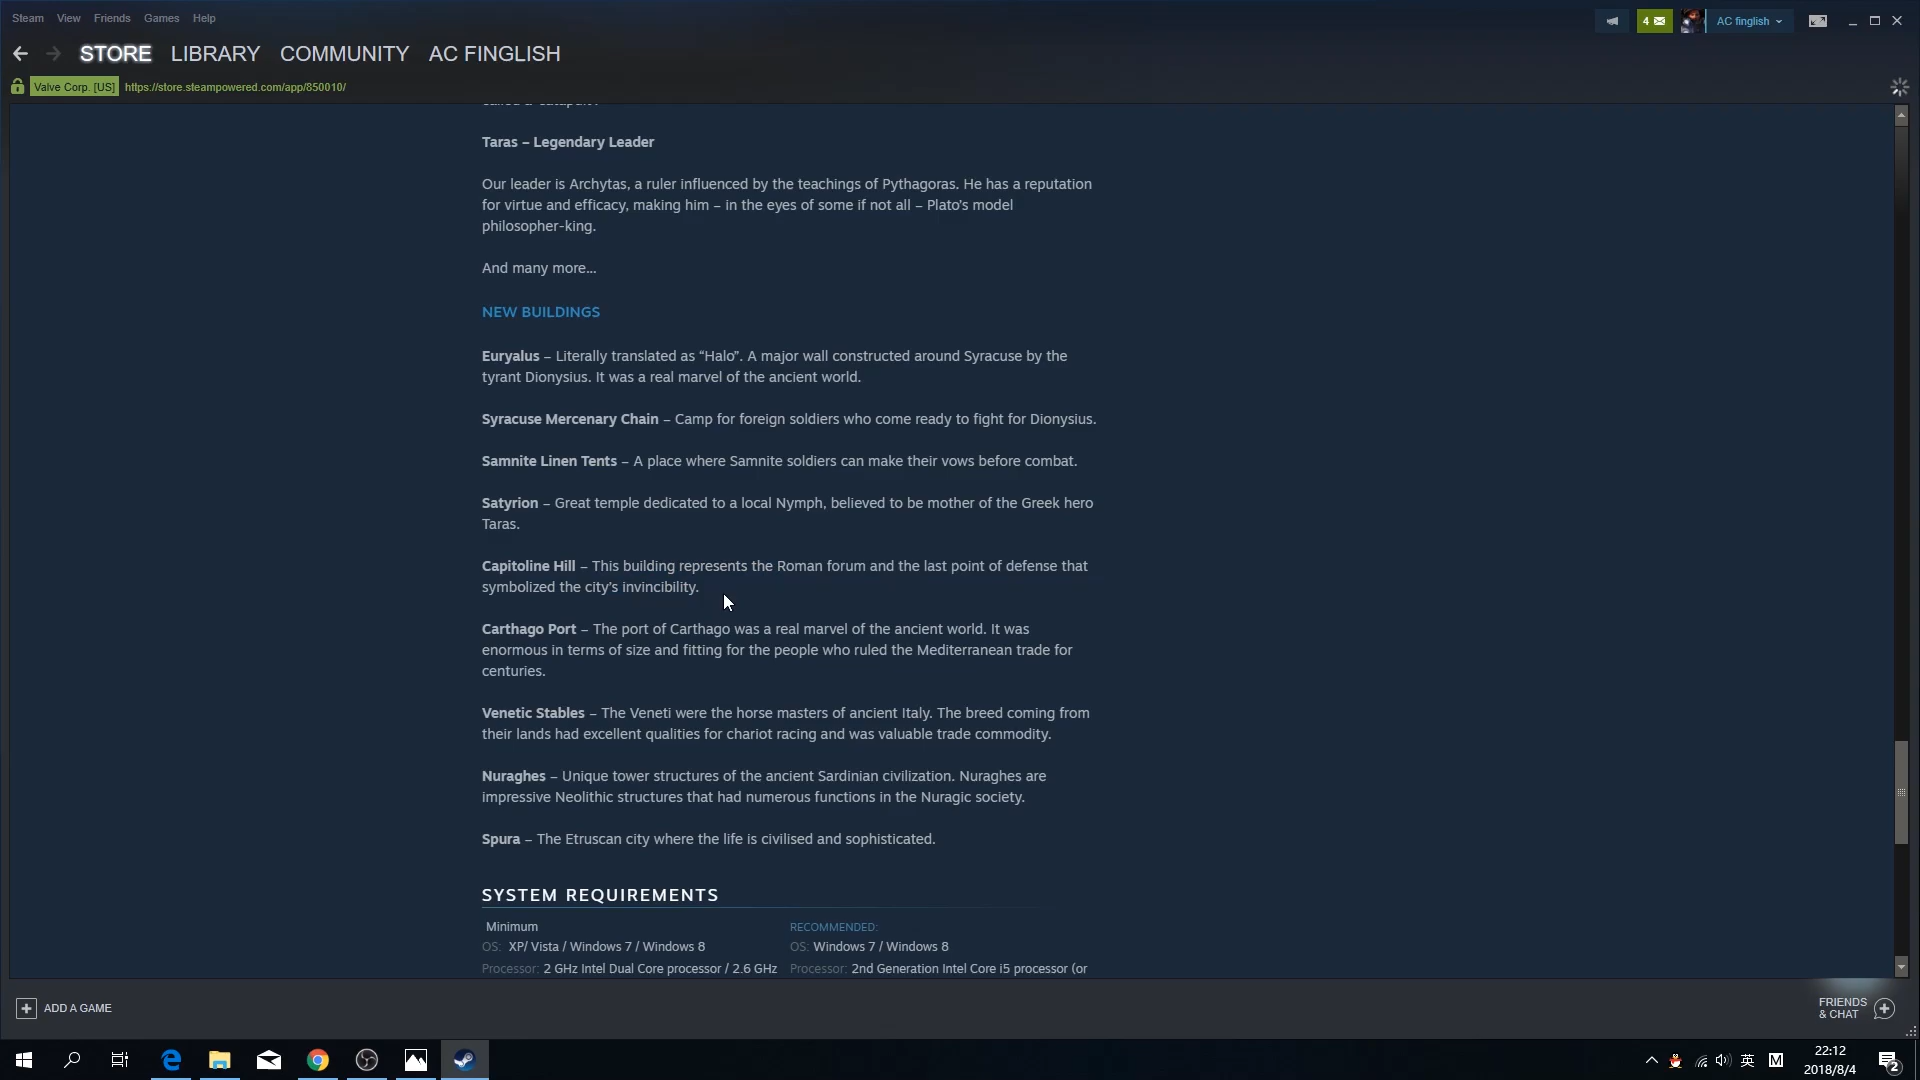 Steam View Friends Games Help
4 AC finglish
STORE LIBRARY COMMUNITY AC FINGLISH
Valve Corp. [US] https://store.steampowered.com/app/850010/
Taras – Legendary Leader
Our leader is Archytas, a ruler influenced by the teachings of Pythagoras. He has a reputation
for virtue and efficacy, making him – in the eyes of some if not all – Plato's model
philosopher-king.
And many more...
NEW BUILDINGS
Euryalus – Literally translated as “Halo”. A major wall constructed around Syracuse by the
tyrant Dionysius. It was a real marvel of the ancient world.
Syracuse Mercenary Chain – Camp for foreign soldiers who come ready to fight for Dionysius.
Samnite Linen Tents – A place where Samnite soldiers can make their vows before combat.
Satyrion – Great temple dedicated to a local Nymph, believed to be mother of the Greek hero
Taras.
Capitoline Hill – This building represents the Roman forum and the last point of defense that
symbolized the city's invincibility.
Carthago Port – The port of Carthago was a real marvel of the ancient world. It was
enormous in terms of size and fitting for the people who ruled the Mediterranean trade for
centuries.
Venetic Stables – The Veneti were the horse masters of ancient Italy. The breed coming from
their lands had excellent qualities for chariot racing and was valuable trade commodity.
Nuraghes – Unique tower structures of the ancient Sardinian civilization. Nuraghes are
impressive Neolithic structures that had numerous functions in the Nuragic society.
Spura – The Etruscan city where the life is civilised and sophisticated.
SYSTEM REQUIREMENTS
Minimum RECOMMENDED:
OS: XP/ Vista / Windows 7 / Windows 8 OS: Windows 7 / Windows 8
Processor: 2 GHz Intel Dual Core processor / 2.6 GHz Processor: 2nd Generation Intel Core i5 processor (or
ADD A GAME
FRIENDS
& CHAT
英 M
22:12
2018/8/4
2